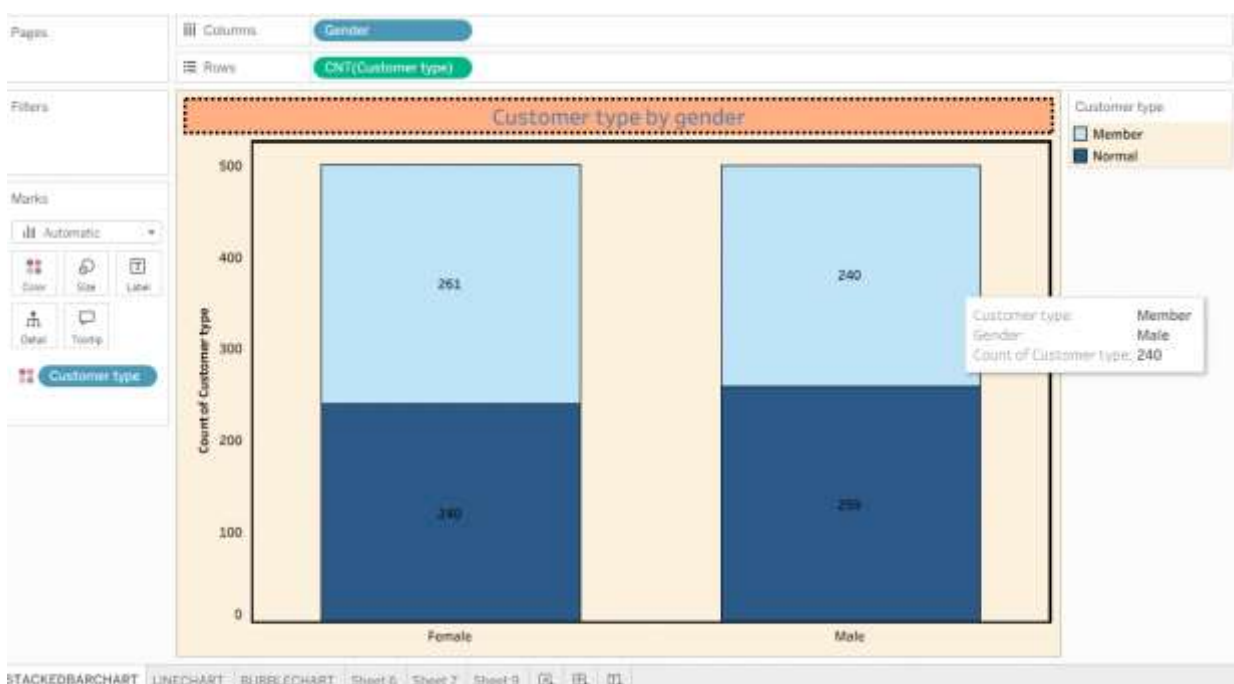 Pages
Columns
Gender
Rows
CNT(Customer type)
Filters
Marks
Automatic
Color
Size
Label
Detail
Tooltip
Customer type
Customer type by gender
Count of Customer type
500
400
300
200
100
0
261
240
240
259
Female
Male
Customer type: Member
Gender: Male
Count of Customer type: 240
Customer type
Member
Normal
STACKEDBARCHART LINECHART BUBBLECHART Sheet 6 Sheet 7 Sheet 9